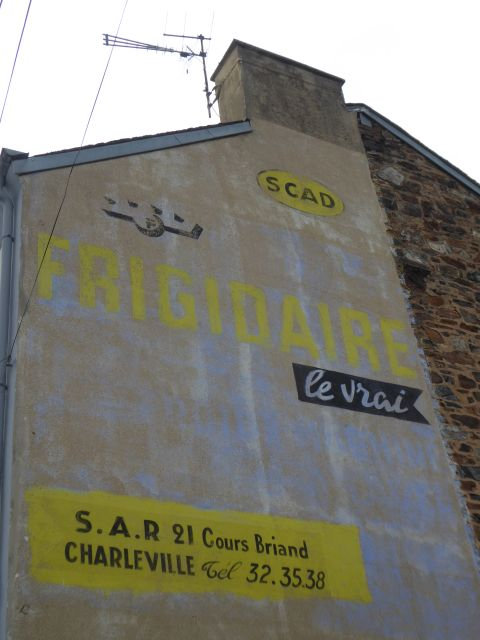 SCAD
FRIGIDAIRE
le vrai
S.A.R 21 Cours Briand
CHARLEVILLE Tél 32.35.38